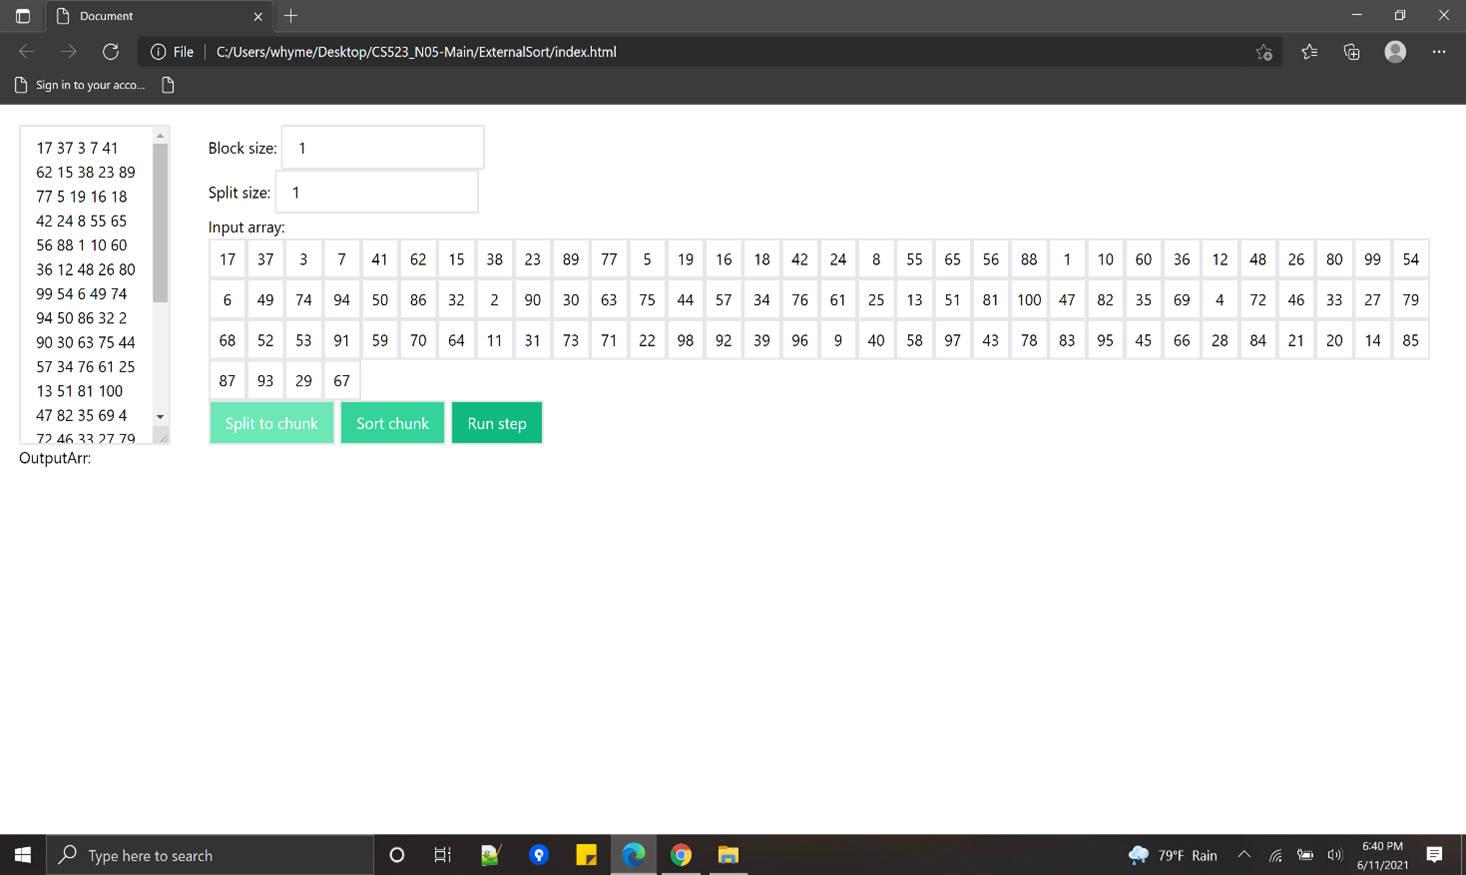 Document
File
C:/Users/whyme/Desktop/CS523_N05-Main/ExternalSort/index.html
Sign in to your acco...
17 37 3 7 41
62 15 38 23 89
77 5 19 16 18
42 24 8 55 65
56 88 1 10 60
36 12 48 26 80
99 54 6 49 74
94 50 86 32 2
90 30 63 75 44
57 34 76 61 25
13 51 81 100
47 82 35 69 4
72 46 33 27 79
Block size: 1
Split size: 1
Input array:
17 37 3 7 41 62 15 38 23 89 77 5 19 16 18 42 24 8 55 65 56 88 1 10 60 36 12 48 26 80 99 54
6 49 74 94 50 86 32 2 90 30 63 75 44 57 34 76 61 25 13 51 81 100 47 82 35 69 4 72 46 33 27 79
68 52 53 91 59 70 64 11 31 73 71 22 98 92 39 96 9 40 58 97 43 78 83 95 45 66 28 84 21 20 14 85
87 93 29 67
Split to chunk Sort chunk Run step
OutputArr:
Type here to search
79°F Rain
6:40 PM
6/11/2021